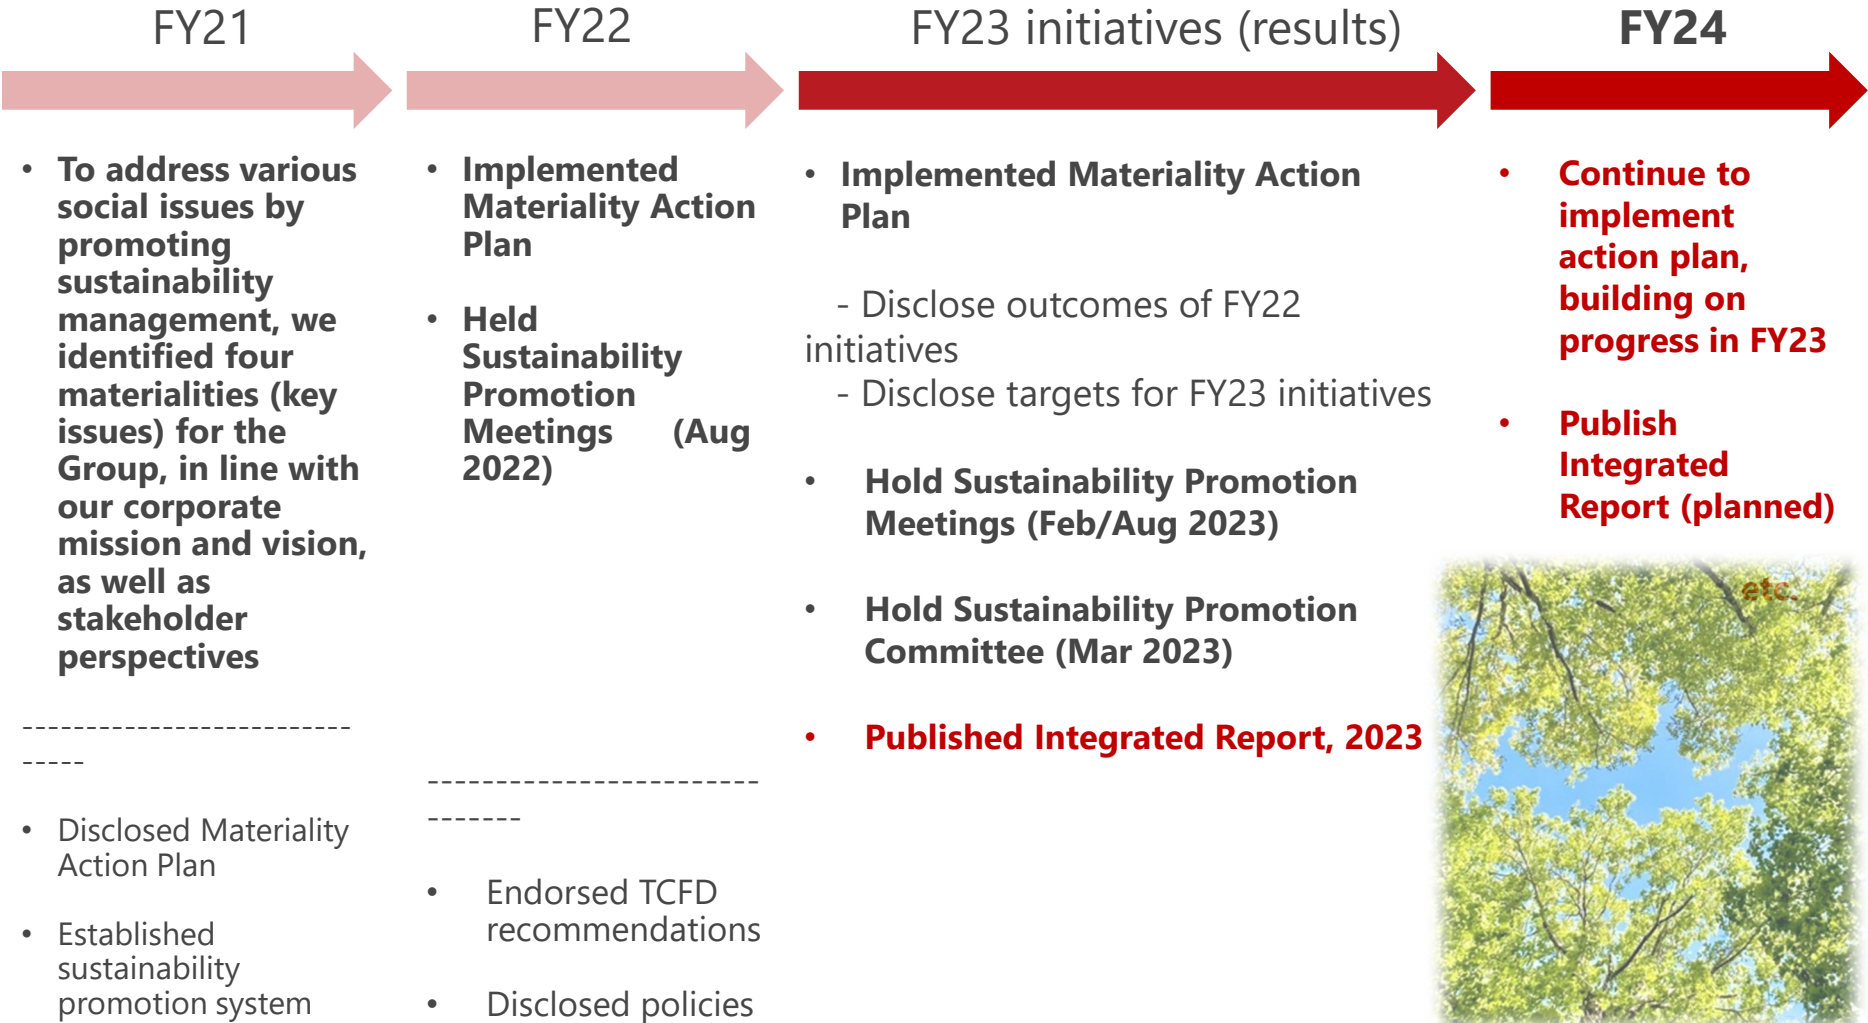 FY21
• To address various
social issues by
promoting
sustainability
management, we
identified four
materialities (key
issues) for the
Group, in line with
our corporate
mission and vision,
as well as
stakeholder
perspectives
--------------------------
-----
• Disclosed Materiality
Action Plan
• Established
sustainability
promotion system
FY22
• Implemented
Materiality Action
Plan
• Held
Sustainability
Promotion
Meetings (Aug
2022)
--------------------------
-------
• Endorsed TCFD
recommendations
• Disclosed policies
FY23 initiatives (results)
• Implemented Materiality Action
Plan
- Disclose outcomes of FY22
initiatives
- Disclose targets for FY23 initiatives
• Hold Sustainability Promotion
Meetings (Feb/Aug 2023)
• Hold Sustainability Promotion
Committee (Mar 2023)
• Published Integrated Report, 2023
FY24
• Continue to
implement
action plan,
building on
progress in FY23
• Publish
Integrated
Report (planned)
etc.